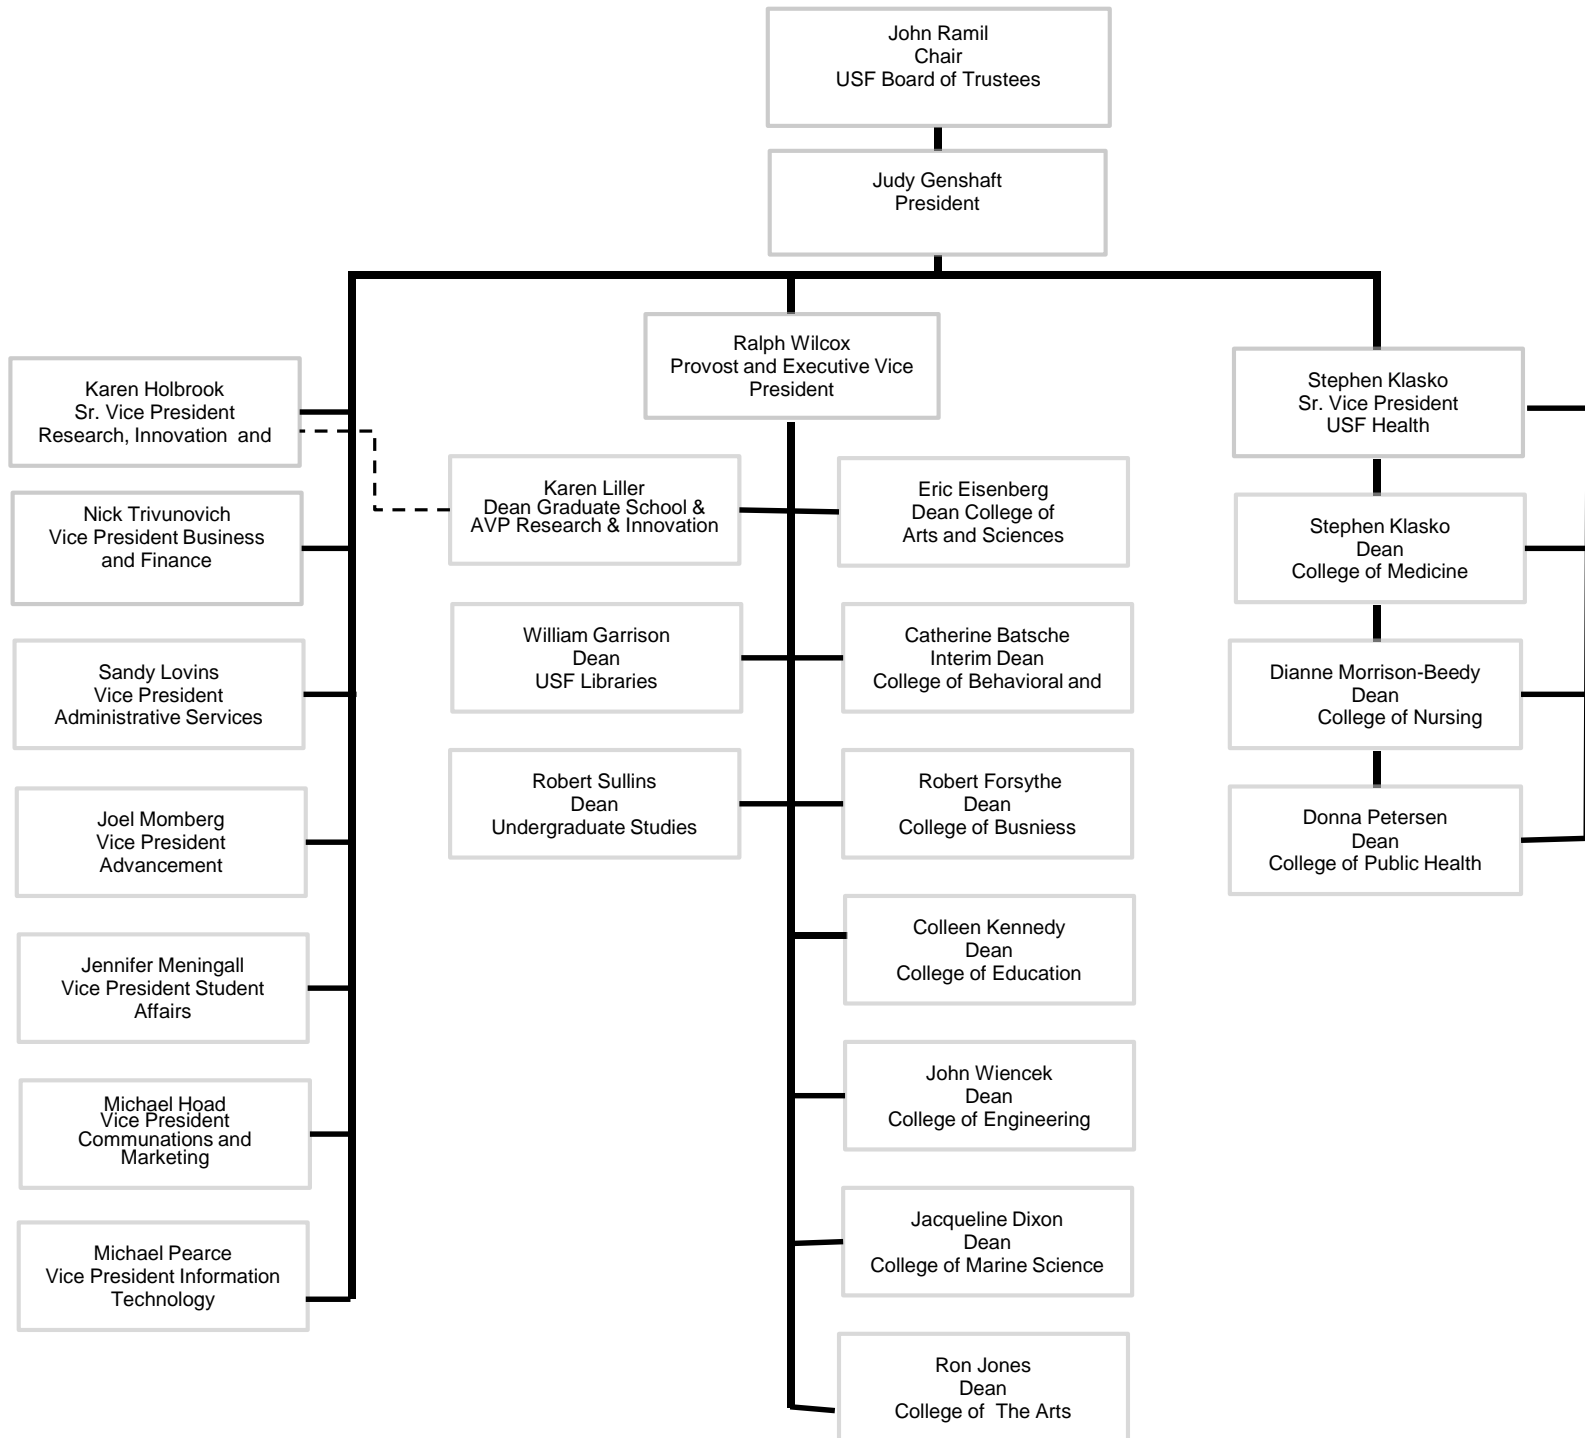 John Ramil
Chair
USF Board of Trustees
Judy Genshaft
President
Ralph Wilcox
Provost and Executive Vice
President
Karen Holbrook
Sr. Vice President
Research, Innovation and
Stephen Klasko
Sr. Vice President
USF Health
Nick Trivunovich
Vice President Business
and Finance
Sandy Lovins
Vice President
Administrative Services
Joel Momberg
Vice President
Advancement
Jennifer Meningall
Vice President Student
Affairs
Michael Hoad
Vice President
Communations and
Marketing
Michael Pearce
Vice President Information
Technology
Karen Liller
Dean Graduate School &
AVP Research & Innovation
William Garrison
Dean
USF Libraries
Robert Sullins
Dean
Undergraduate Studies
Eric Eisenberg
Dean College of
Arts and Sciences
Catherine Batsche
Interim Dean
College of Behavioral and
Robert Forsythe
Dean
College of Busniess
Colleen Kennedy
Dean
College of Education
John Wiencek
Dean
College of Engineering
Jacqueline Dixon
Dean
College of Marine Science
Ron Jones
Dean
College of The Arts
Stephen Klasko
Dean
College of Medicine
Dianne Morrison-Beedy
Dean
College of Nursing
Donna Petersen
Dean
College of Public Health